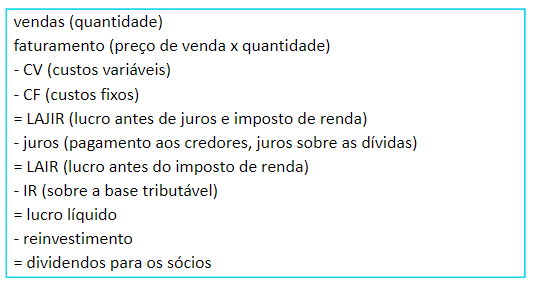 vendas (quantidade)
faturamento (preço de venda x quantidade)
- CV (custos variáveis)
- CF (custos fixos)
= LAJIR (lucro antes de juros e imposto de renda)
- juros (pagamento aos credores, juros sobre as dívidas)
= LAIR (lucro antes do imposto de renda)
- IR (sobre a base tributável)
= lucro líquido
- reinvestimento
= dividendos para os sócios